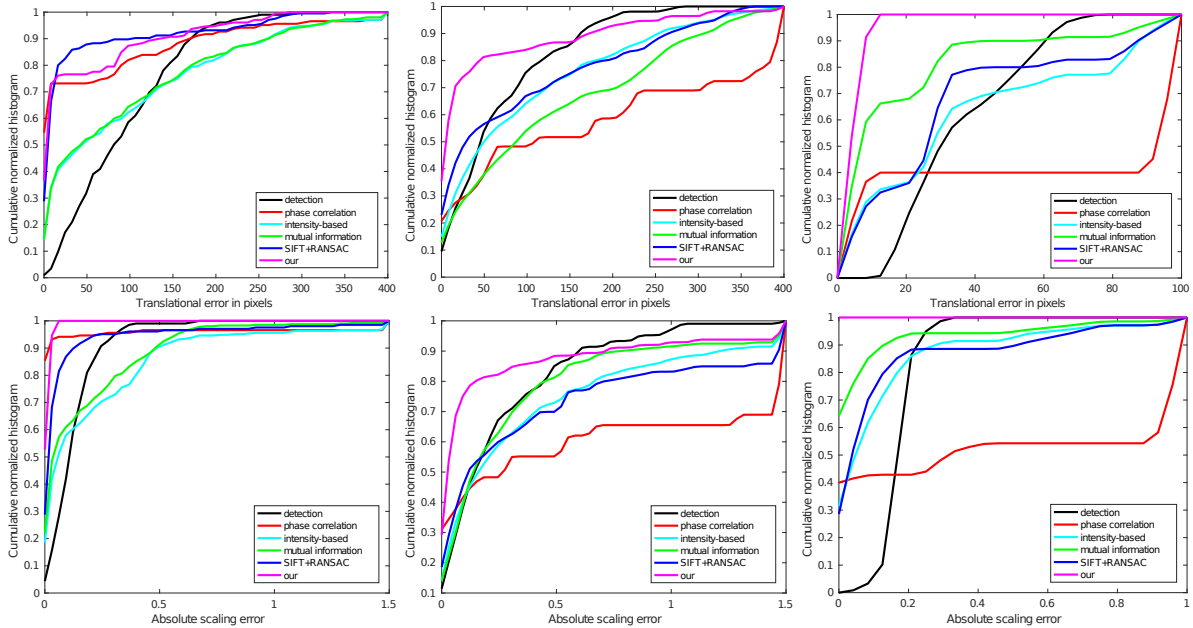 Cumulative normalized histogram
1
0.9
0.8
0.7
0.6
0.5
0.4
0.3
0.2
0.1
0
0 50 100 150 200 250 300 350 400
Translational error in pixels
detection
phase correlation
intensity-based
mutual information
SIFT+RANSAC
our
Cumulative normalized histogram
1
0.9
0.8
0.7
0.6
0.5
0.4
0.3
0.2
0.1
0
0 50 100 150 200 250 300 350 400
Translational error in pixels
detection
phase correlation
intensity-based
mutual information
SIFT+RANSAC
our
Cumulative normalized histogram
1
0.9
0.8
0.7
0.6
0.5
0.4
0.3
0.2
0.1
0
0 20 40 60 80 100
Translational error in pixels
detection
phase correlation
intensity-based
mutual information
SIFT+RANSAC
our
Cumulative normalized histogram
1
0.9
0.8
0.7
0.6
0.5
0.4
0.3
0.2
0.1
0
0 0.5 1 1.5
Absolute scaling error
detection
phase correlation
intensity-based
mutual information
SIFT+RANSAC
our
Cumulative normalized histogram
1
0.9
0.8
0.7
0.6
0.5
0.4
0.3
0.2
0.1
0 0.5 1 1.5
Absolute scaling error
detection
phase correlation
intensity-based
mutual information
SIFT+RANSAC
our
Cumulative normalized histogram
1
0.9
0.8
0.7
0.6
0.5
0.4
0.3
0.2
0.1
0
0 0.2 0.4 0.6 0.8 1
Absolute scaling error
detection
phase correlation
intensity-based
mutual information
SIFT+RANSAC
our